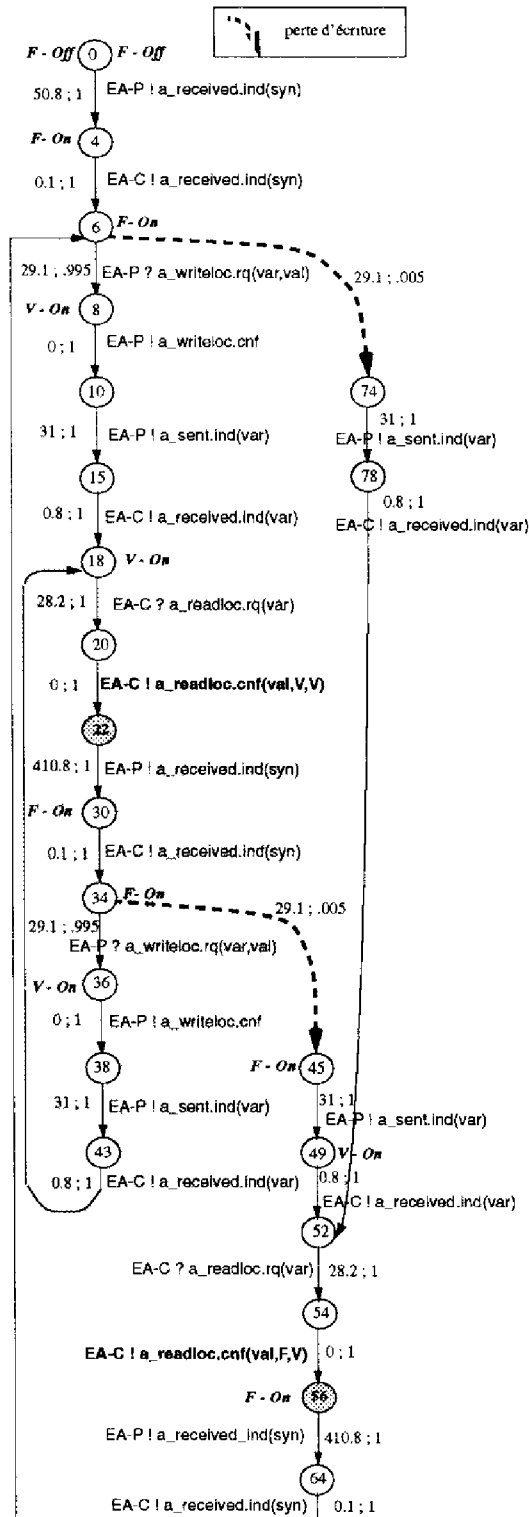 perte d'écriture
F - Off 0 F - Off
50.8 ; 1 EA-P ! a_received.ind(syn)
F - On 4
0.1 ; 1 EA-C ! a_received.ind(syn)
6 F - On
29.1 ; .995 EA-P ? a_writeloc.rq(var,val) 29.1 ; .005
V - On 8
0 ; 1 EA-P ! a_writeloc.cnf
10 74
31 ; 1 EA-P ! a_sent.ind(var) 31 ; 1
EA-P ! a_sent.ind(var)
15 78
0.8 ; 1 EA-C ! a_received.ind(var) 0.8 ; 1
EA-C ! a_received.ind(var)
18 V - On
28.2 ; 1 EA-C ? a_readloc.rq(var)
20
0 ; 1 EA-C ! a_readloc.cnf(val,V,V)
22
410.8 ; 1 EA-P ! a_received.ind(syn)
F - On 30
0.1 ; 1 EA-C ! a_received.ind(syn)
34 F - On
29.1 ; .995 29.1 ; .005
EA-P ? a_writeloc.rq(var,val)
V - On 36
0 ; 1 EA-P ! a_writeloc.cnf
38 F - On 45
31 ; 1 EA-P ! a_sent.ind(var) 31 ; 1
EA-P ! a_sent.ind(var)
43 49 V - On
0.8 ; 1 EA-C ! a_received.ind(var) 0.8 ; 1
EA-C ! a_received.ind(var)
52
EA-C ? a_readloc.rq(var) 28.2 ; 1
54
EA-C ! a_readloc.cnf(val,F,V) 0 ; 1
F - On 56
EA-P ! a_received_ind(syn) 410.8 ; 1
64
EA-C ! a_received.ind(syn) 0.1 ; 1